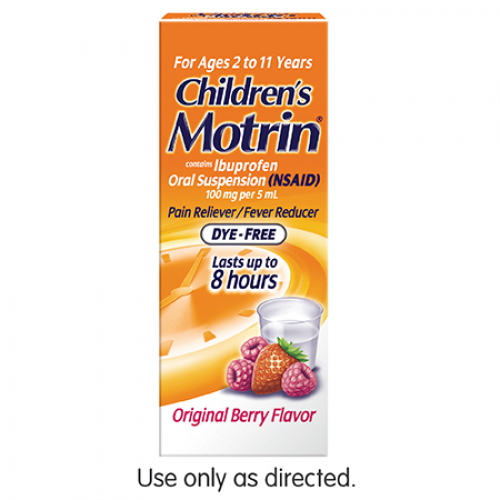 For Ages 2 to 11 Years
Children's
Motrin®
contains Ibuprofen
Oral Suspension (NSAID)
100 mg per 5 mL
Pain Reliever/Fever Reducer
DYE-FREE
Lasts up to
8 hours
Original Berry Flavor
Use only as directed.